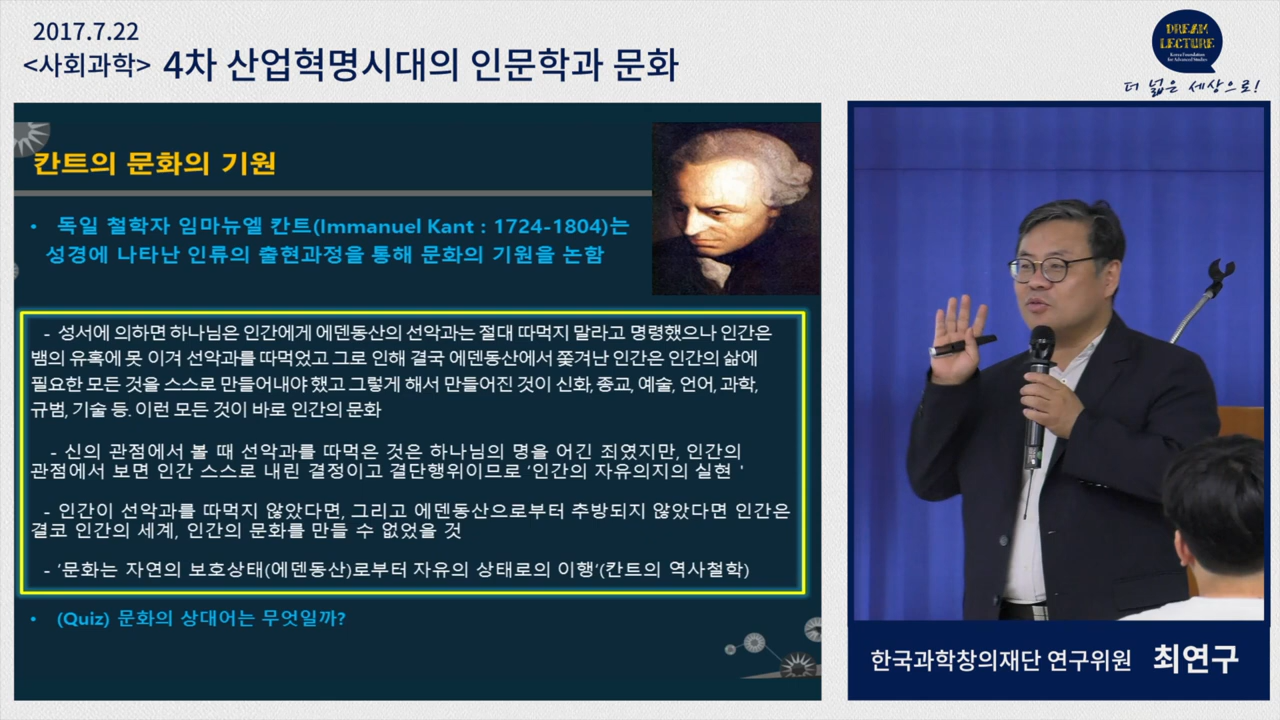 2017.7.22
<사회과학> 4차 산업혁명시대의 인문학과 문화
DREAM
LECTURE
Korea Foundation
for Advanced Studies
더 넓은 세상으로!
칸트의 문화의 기원
• 독일 철학자 임마뉴엘 칸트(Immanuel Kant : 1724-1804)는
성경에 나타난 인류의 출현과정을 통해 문화의 기원을 논함
- 성서에 의하면 하나님은 인간에게 에덴동산의 선악과는 절대 따먹지 말라고 명령했으나 인간은
뱀의 유혹에 못 이겨 선악과를 따먹었고 그로 인해 결국 에덴동산에서 쫓겨난 인간은 인간의 삶에
필요한 모든 것을 스스로 만들어내야 했고 그렇게 해서 만들어진 것이 신화, 종교, 예술, 언어, 과학,
규범, 기술 등. 이런 모든 것이 바로 인간의 문화
- 신의 관점에서 볼 때 선악과를 따먹은 것은 하나님의 명을 어긴 죄였지만, 인간의
관점에서 보면 인간 스스로 내린 결정이고 결단행위이므로 '인간의 자유의지의 실현 '
- 인간이 선악과를 따먹지 않았다면, 그리고 에덴동산으로부터 추방되지 않았다면 인간은
결코 인간의 세계, 인간의 문화를 만들 수 없었을 것
- '문화는 자연의 보호상태(에덴동산)로부터 자유의 상태로의 이행'(칸트의 역사철학)
• (Quiz) 문화의 상대어는 무엇일까?
한국과학창의재단 연구위원 최연구